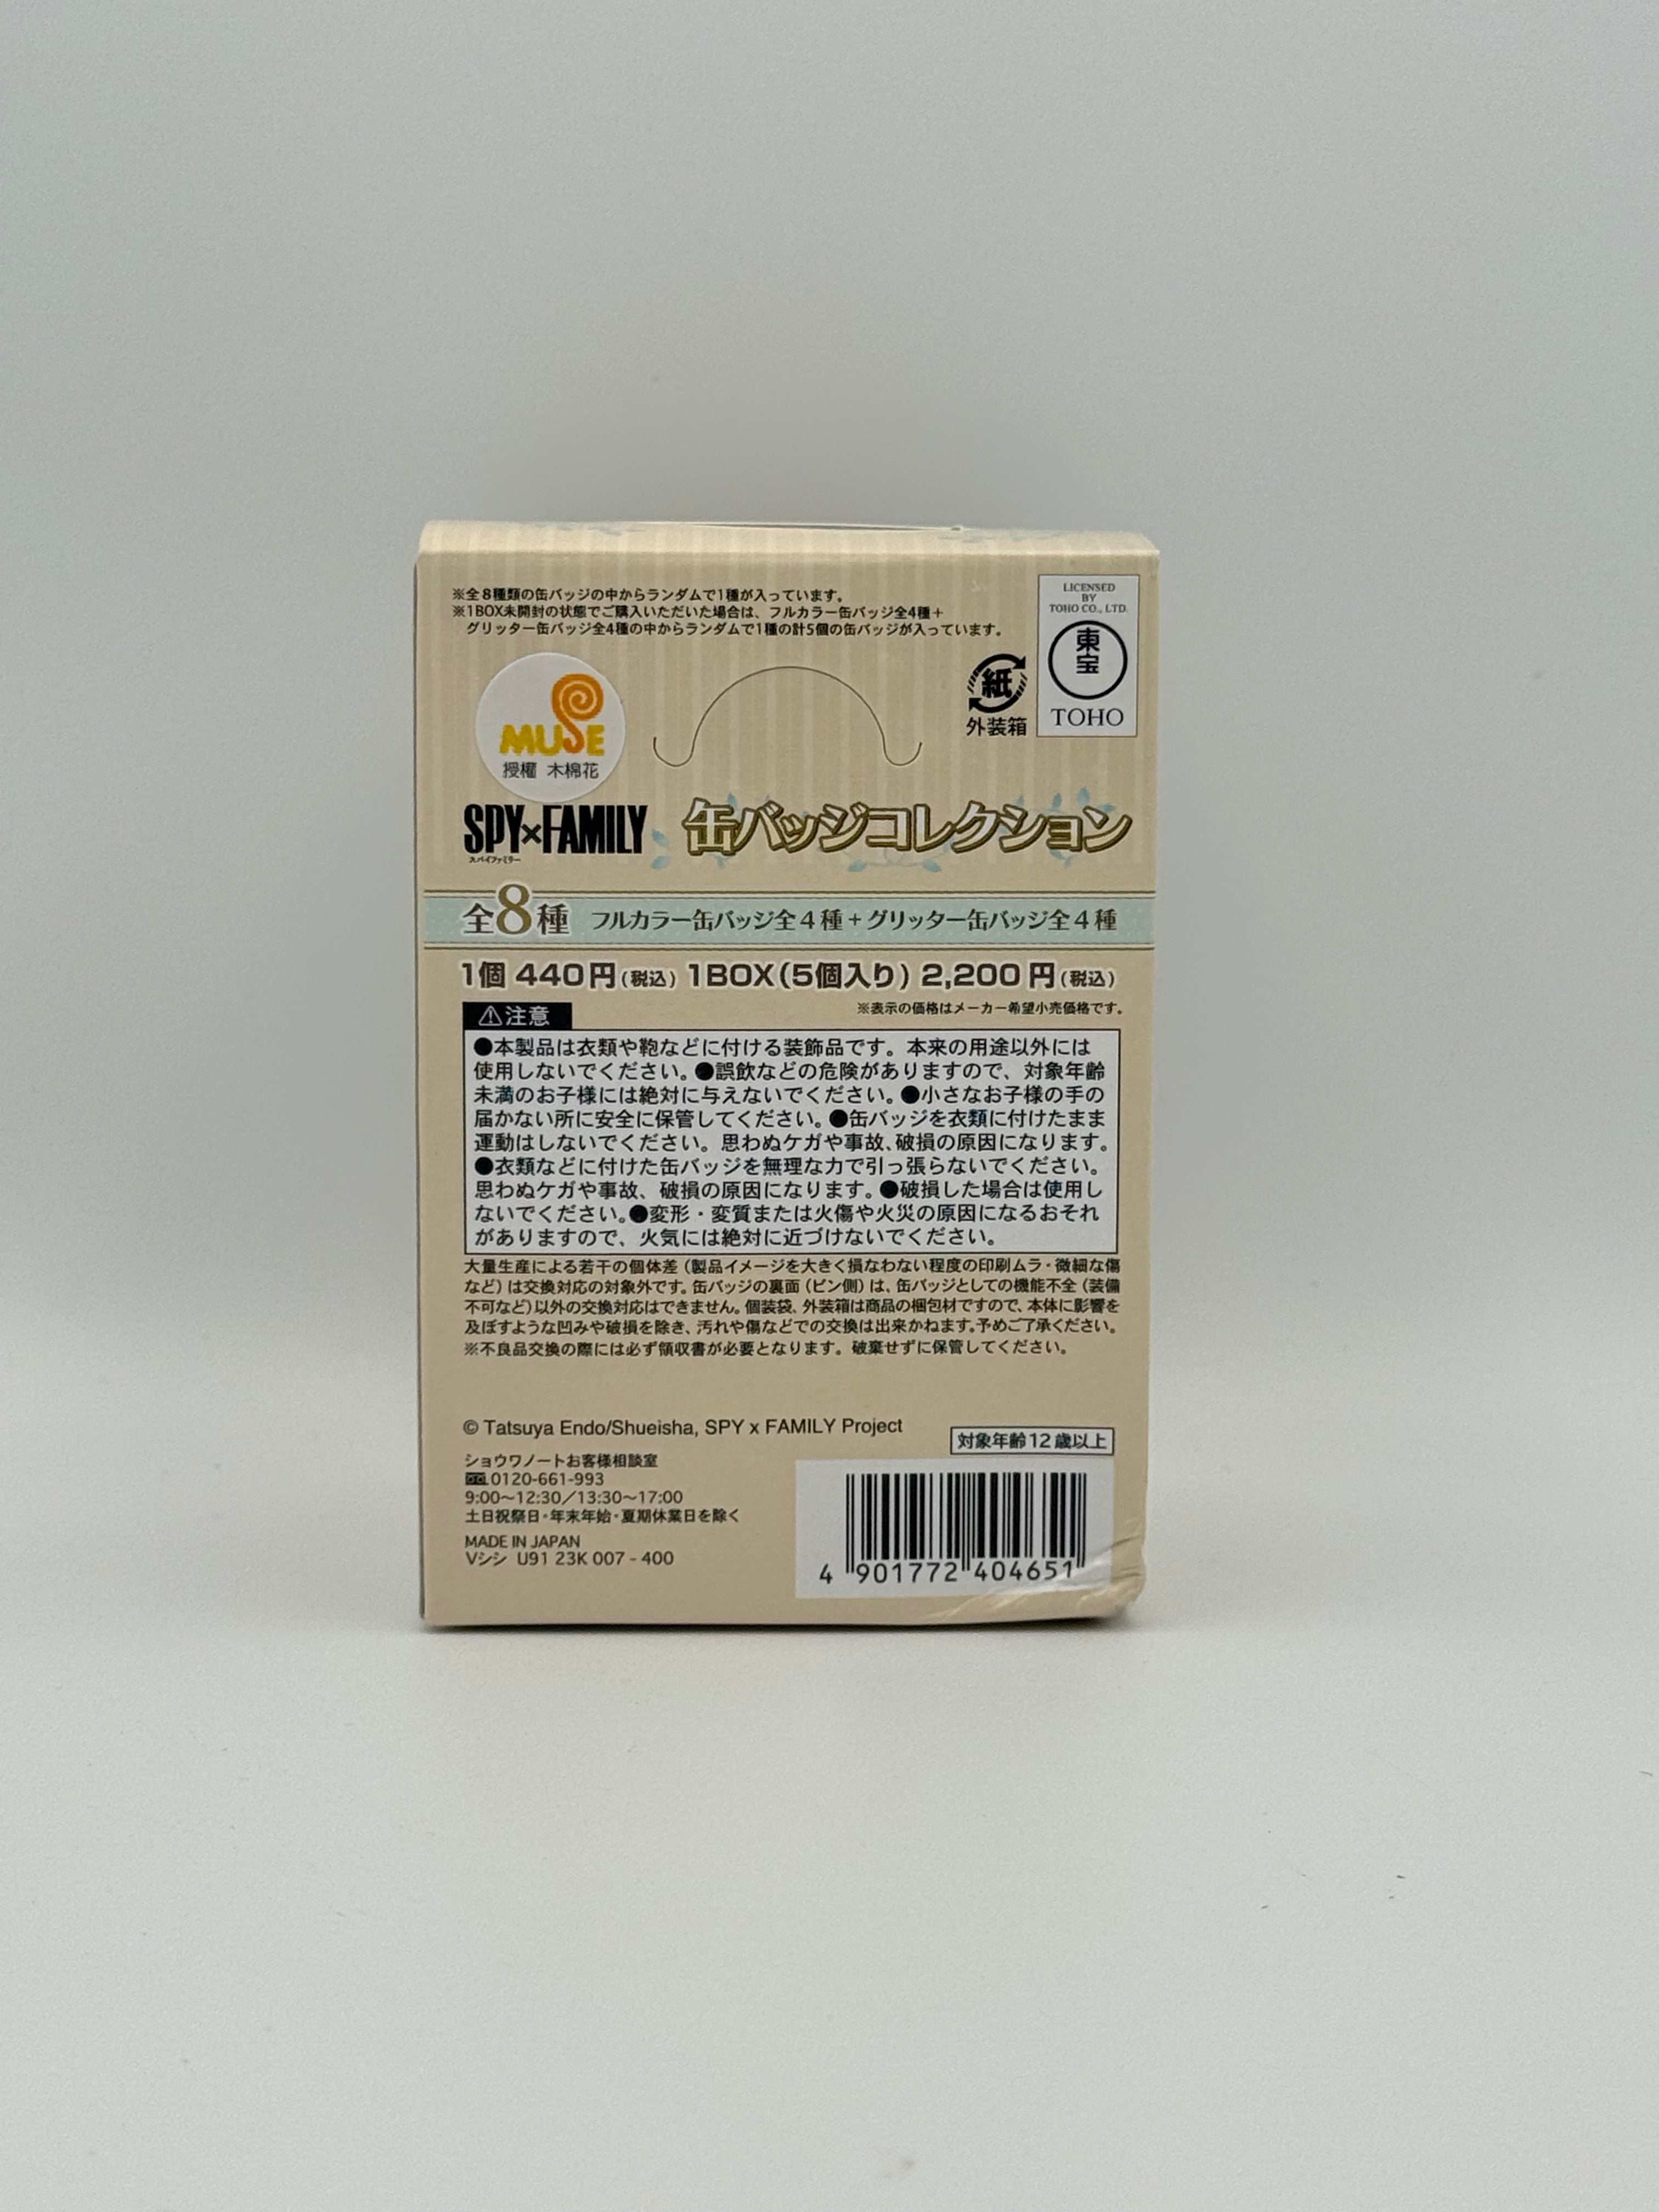 ※全8種類の缶バッジの中からランダムで1種が入っています。
※1BOX未開封の状態でご購入いただいた場合は、フルカラー缶バッジ全4種＋
グリッター缶バッジ全4種の中からランダムで1種の計5個の缶バッジが入っています。
LICENSED
BY
TOHO CO., LTD.
東宝
TOHO
紙
外装箱
MUSE
授權 木棉花
SPY×FAMILY 缶バッジコレクション
スパイファミリー
全8種 フルカラー缶バッジ全4種＋グリッター缶バッジ全4種
1個 440円(税込) 1BOX(5個入り) 2,200円(税込)
⚠注意
※表示の価格はメーカー希望小売価格です。
●本製品は衣類や鞄などに付ける装飾品です。本来の用途以外には
使用しないでください。●誤飲などの危険がありますので、対象年齢
未満のお子様には絶対に与えないでください。●小さなお子様の手の
届かない所に安全に保管してください。●缶バッジを衣類に付けたまま
運動はしないでください。思わぬケガや事故、破損の原因になります。
●衣類などに付けた缶バッジを無理な力で引っ張らないでください。
思わぬケガや事故、破損の原因になります。●破損した場合は使用し
ないでください。●変形・変質または火傷や火災の原因になるおそれ
がありますので、火気には絶対に近づけないでください。
大量生産による若干の個体差（製品イメージを大きく損なわない程度の印刷ムラ・微細な傷
など）は交換対応の対象外です。缶バッジの裏面（ピン側）は、缶バッジとしての機能不全（装備
不可など）以外の交換対応はできません。個装袋、外装箱は商品の梱包材ですので、本体に影響を
及ぼすような凹みや破損を除き、汚れや傷などでの交換は出来かねます。予めご了承ください。
※不良品交換の際には必ず領収書が必要となります。破棄せずに保管してください。
© Tatsuya Endo/Shueisha, SPY x FAMILY Project
対象年齢12歳以上
ショウワノートお客様相談室
0120-661-993
9:00～12:30／13:30～17:00
土日祝祭日・年末年始・夏期休業日を除く
MADE IN JAPAN
Vシシ U91 23K 007 - 400
4 901772 404651